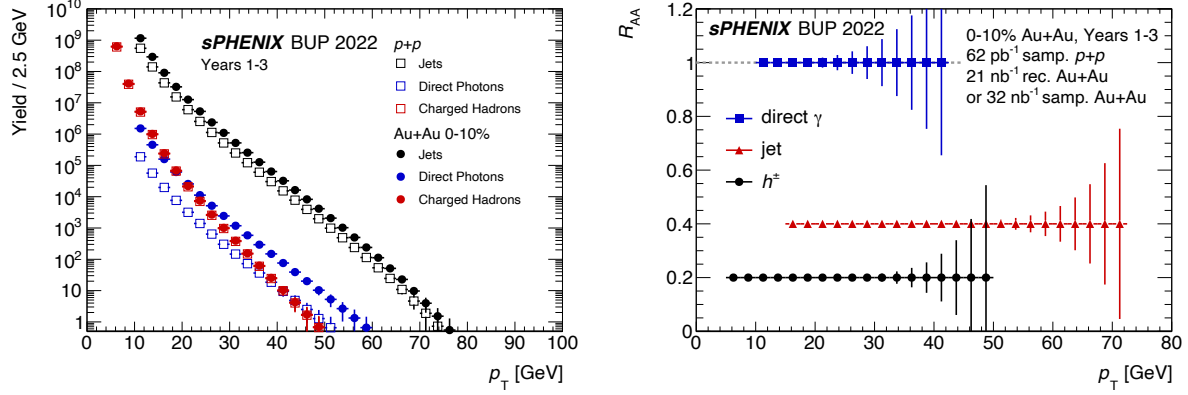 Yield / 2.5 GeV
10⁹ 
10⁸
10⁷
10⁶
10⁵
10⁴
10³
10²
10
1
10¹⁰
sPHENIX BUP 2022
Years 1-3
p+p
Jets
Direct Photons
Charged Hadrons
Au+Au 0-10%
Jets
Direct Photons
Charged Hadrons
0 10 20 30 40 50 60 70 80 90 100
p_T [GeV]
R_AA
1.2
1
0.8
0.6
0.4
0.2
0
sPHENIX BUP 2022
0-10% Au+Au, Years 1-3
62 pb⁻¹ samp. p+p
21 nb⁻¹ rec. Au+Au
or 32 nb⁻¹ samp. Au+Au
direct γ
jet
h±
0 10 20 30 40 50 60 70 80
p_T [GeV]